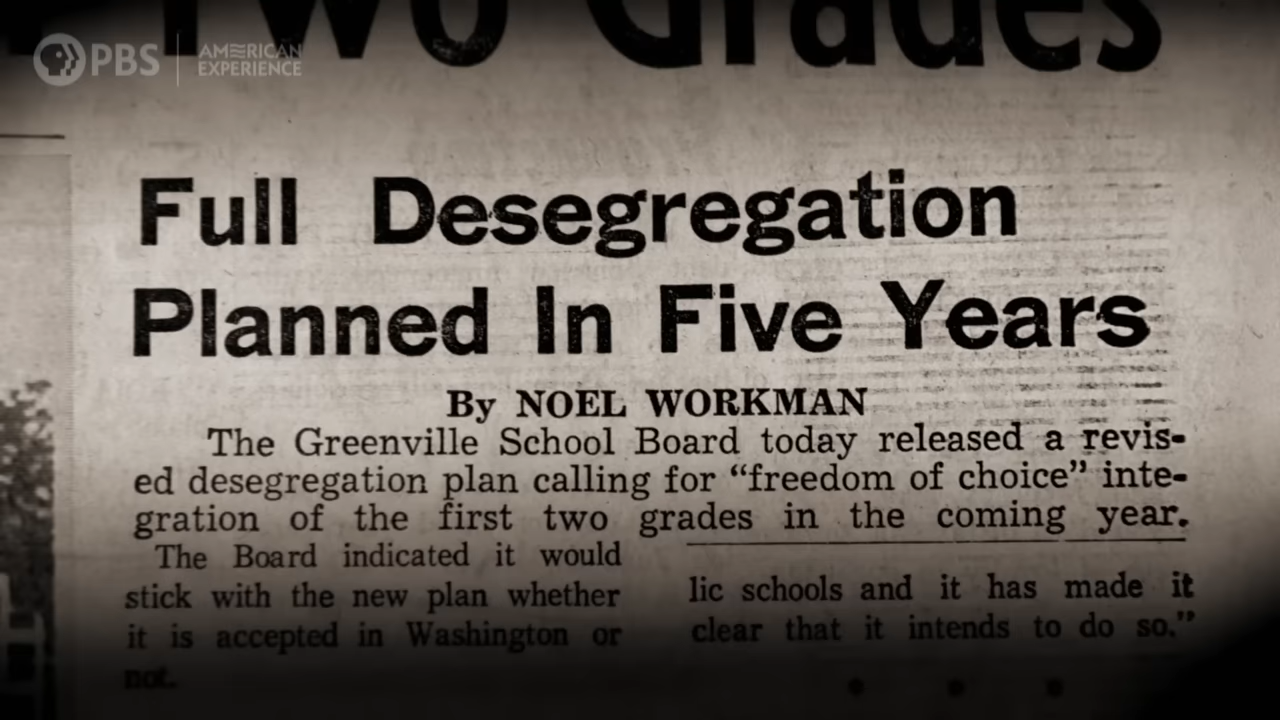 Two Grades
PBS
AMERICAN
EXPERIENCE
Full Desegregation
Planned In Five Years
By NOEL WORKMAN
The Greenville School Board today released a revis-
ed desegregation plan calling for “freedom of choice” inte-
gration of the first two grades in the coming year.
The Board indicated it would
stick with the new plan whether
it is accepted in Washington or
not.
lic schools and it has made it
clear that it intends to do so.”